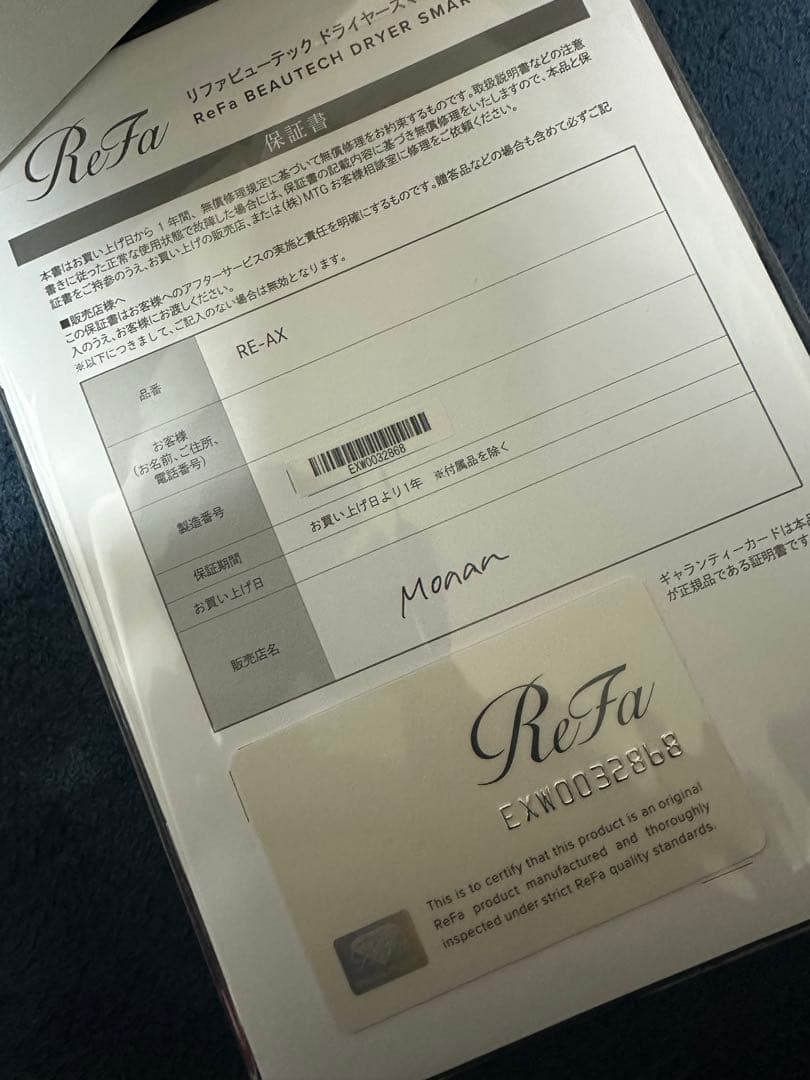 リファビューテック ドライヤースマ
ReFa BEAUTECH DRYER SMAR
ReFa
保証書
本書はお買い上げ日から1年間、無償修理規定に基づいて無償修理をお約束するものです。取扱説明書などの注意
書きに従った正常な使用状態で故障した場合には、保証書の記載内容に基づき無償修理をいたしますので、本品と保
証書をご持参のうえ、お買い上げの販売店、または(株)MTGお客様相談室に修理をご依頼ください。
■販売店様へ
この保証書はお客様へのアフターサービスの実施と責任を明確にするものです。贈答品などの場合も含めて必ずご記
入のうえ、お客様にお渡しください。
※以下につきまして、ご記入のない場合は無効となります。
品番
RE-AX
お客様
(お名前、ご住所、
電話番号)
製造番号
EXW0032868
保証期間
お買い上げ日より1年 ※付属品を除く
お買い上げ日
販売店名
Monan
ギャランティーカードは本品
が正規品である証明書です
ReFa
EXW0032868
This is to certify that this product is an original
ReFa product manufactured and thoroughly
inspected under strict ReFa quality standards.